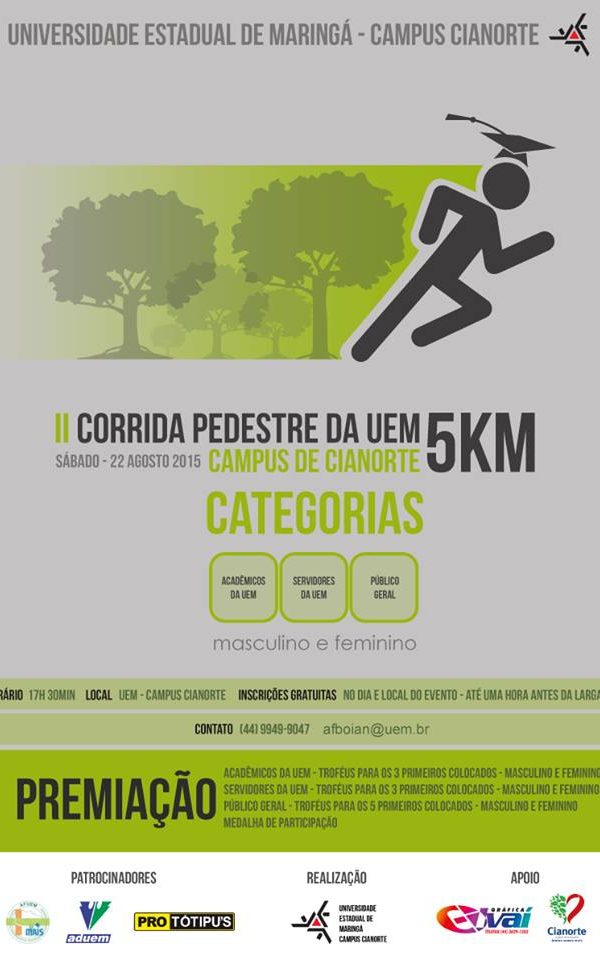 UNIVERSIDADE ESTADUAL DE MARINGÁ - CAMPUS CIANORTE
II CORRIDA PEDESTRE DA UEM 5KM
SÁBADO - 22 AGOSTO 2015 CAMPUS DE CIANORTE
CATEGORIAS
ACADÊMICOS DA UEM
SERVIDORES DA UEM
PÚBLICO GERAL
masculino e feminino
RÁRIO 17H 30MIN LOCAL UEM - CAMPUS CIANORTE INSCRIÇÕES GRATUITAS NO DIA E LOCAL DO EVENTO - ATÉ UMA HORA ANTES DA LARGA
CONTATO (44) 9949-9047 afboian@uem.br
PREMIAÇÃO
ACADÊMICOS DA UEM - TROFÉUS PARA OS 3 PRIMEIROS COLOCADOS - MASCULINO E FEMININO
SERVIDORES DA UEM - TROFÉUS PARA OS 3 PRIMEIROS COLOCADOS - MASCULINO E FEMININO
PÚBLICO GERAL - TROFÉUS PARA OS 5 PRIMEIROS COLOCADOS - MASCULINO E FEMININO
MEDALHA DE PARTICIPAÇÃO
PATROCINADORES
REALIZAÇÃO
APOIO
AFUEM
MAIS
aduem
PRO TÓTIPU'S
UNIVERSIDADE
ESTADUAL DE
MARINGÁ
CAMPUS CIANORTE
GRÁFICA
Cianorte